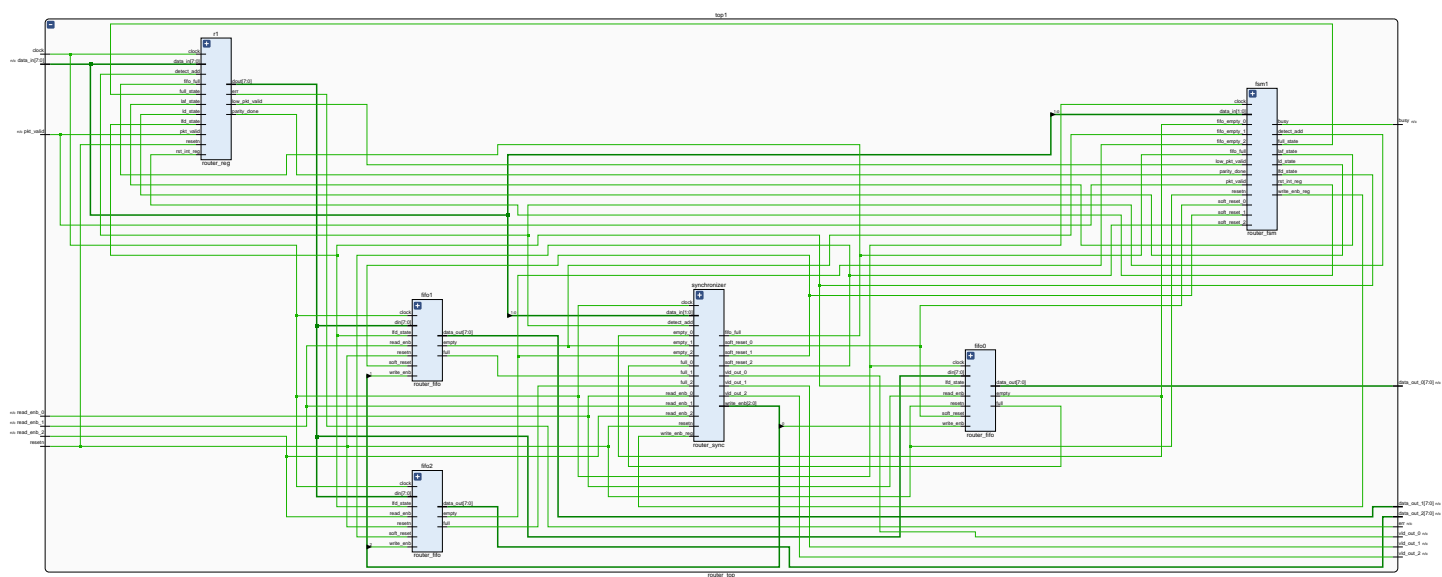 top1
r1
clock
data_in[7:0]
detect_add
fifo_full
full_state
laf_state
ld_state
lfd_state
pkt_valid
resetn
rst_int_reg
dout[7:0]
err
low_pkt_valid
parity_done
router_reg
clock
n/c data_in[7:0]
n/c pkt_valid
n/c read_enb_0
n/c read_enb_1
n/c read_enb_2
resetn
fsm1
clock
data_in[1:0]
fifo_empty_0
fifo_empty_1
fifo_empty_2
fifo_full
low_pkt_valid
parity_done
pkt_valid
resetn
soft_reset_0
soft_reset_1
soft_reset_2
busy
detect_add
full_state
laf_state
ld_state
lfd_state
rst_int_reg
write_enb_reg
router_fsm
1:0
busy n/c
fifo1
clock
din[7:0]
lfd_state
read_enb
resetn
soft_reset
write_enb
data_out[7:0]
empty
full
router_fifo
1
synchronizer
clock
data_in[1:0]
detect_add
empty_0
empty_1
empty_2
full_0
full_1
full_2
read_enb_0
read_enb_1
read_enb_2
resetn
write_enb_reg
fifo_full
soft_reset_0
soft_reset_1
soft_reset_2
vld_out_0
vld_out_1
vld_out_2
write_enb[2:0]
router_sync
1:0
fifo0
clock
din[7:0]
lfd_state
read_enb
resetn
soft_reset
write_enb
data_out[7:0]
empty
full
router_fifo
data_out_0[7:0] n/c
fifo2
clock
din[7:0]
lfd_state
read_enb
resetn
soft_reset
write_enb
data_out[7:0]
empty
full
router_fifo
data_out_1[7:0] n/c
data_out_2[7:0] n/c
err n/c
vld_out_0 n/c
vld_out_1 n/c
vld_out_2 n/c
router_top